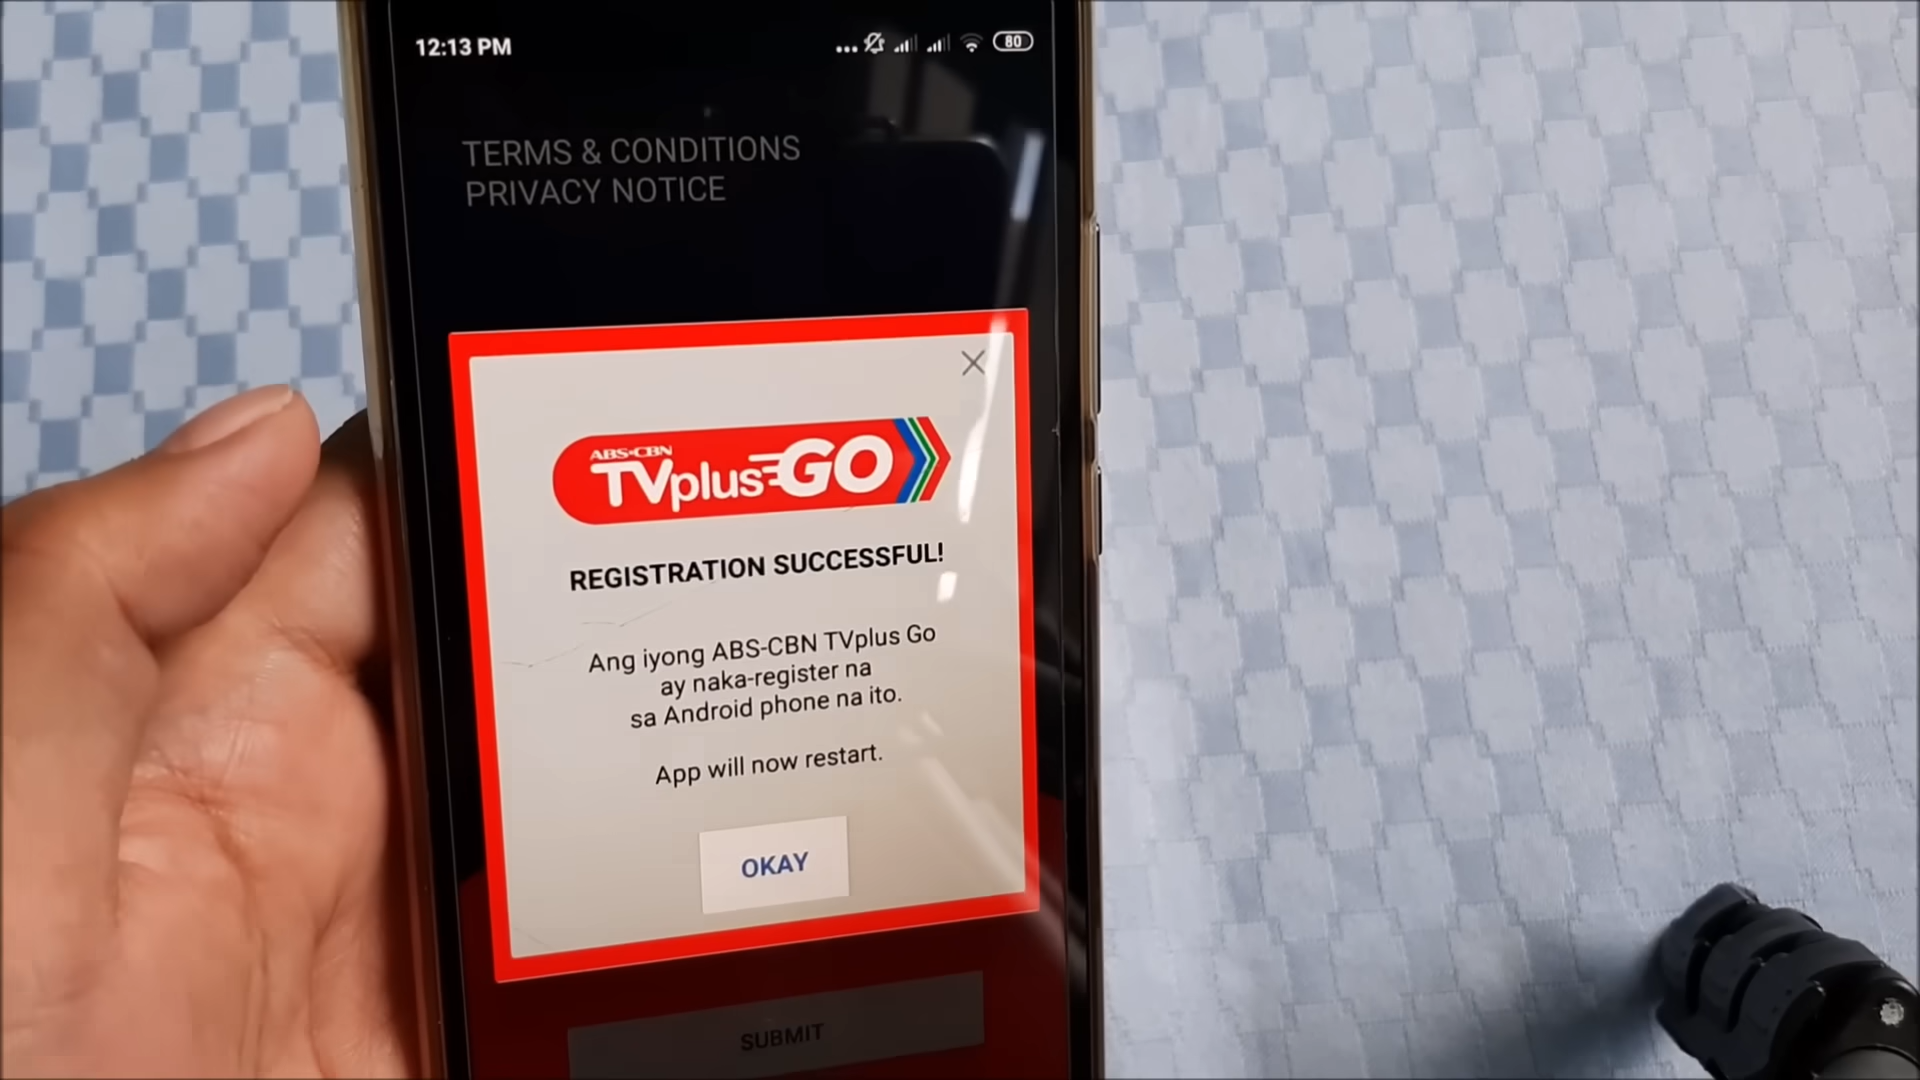 12:13 PM
80
TERMS & CONDITIONS
PRIVACY NOTICE
ABS-CBN
TVplus GO
REGISTRATION SUCCESSFUL!
Ang iyong ABS-CBN TVplus Go
ay naka-register na
sa Android phone na ito.
App will now restart.
OKAY
SUBMIT